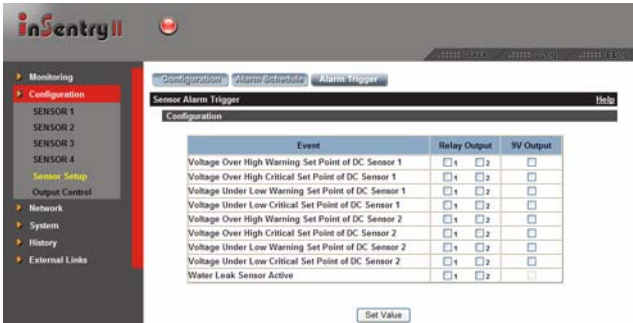 inSentry II
Monitoring
Configuration
SENSOR 1
SENSOR 2
SENSOR 3
SENSOR 4
Sensor Setup
Output Control
Network
System
History
External Links
Configuration Alarm Schedule Alarm Trigger
Sensor Alarm Trigger Help
Configuration
Event Relay Output 9V Output
Voltage Over High Warning Set Point of DC Sensor 1 1 2
Voltage Over High Critical Set Point of DC Sensor 1 1 2
Voltage Under Low Warning Set Point of DC Sensor 1 1 2
Voltage Under Low Critical Set Point of DC Sensor 1 1 2
Voltage Over High Warning Set Point of DC Sensor 2 1 2
Voltage Over High Critical Set Point of DC Sensor 2 1 2
Voltage Under Low Warning Set Point of DC Sensor 2 1 2
Voltage Under Low Critical Set Point of DC Sensor 2 1 2
Water Leak Sensor Active 1 2
Set Value